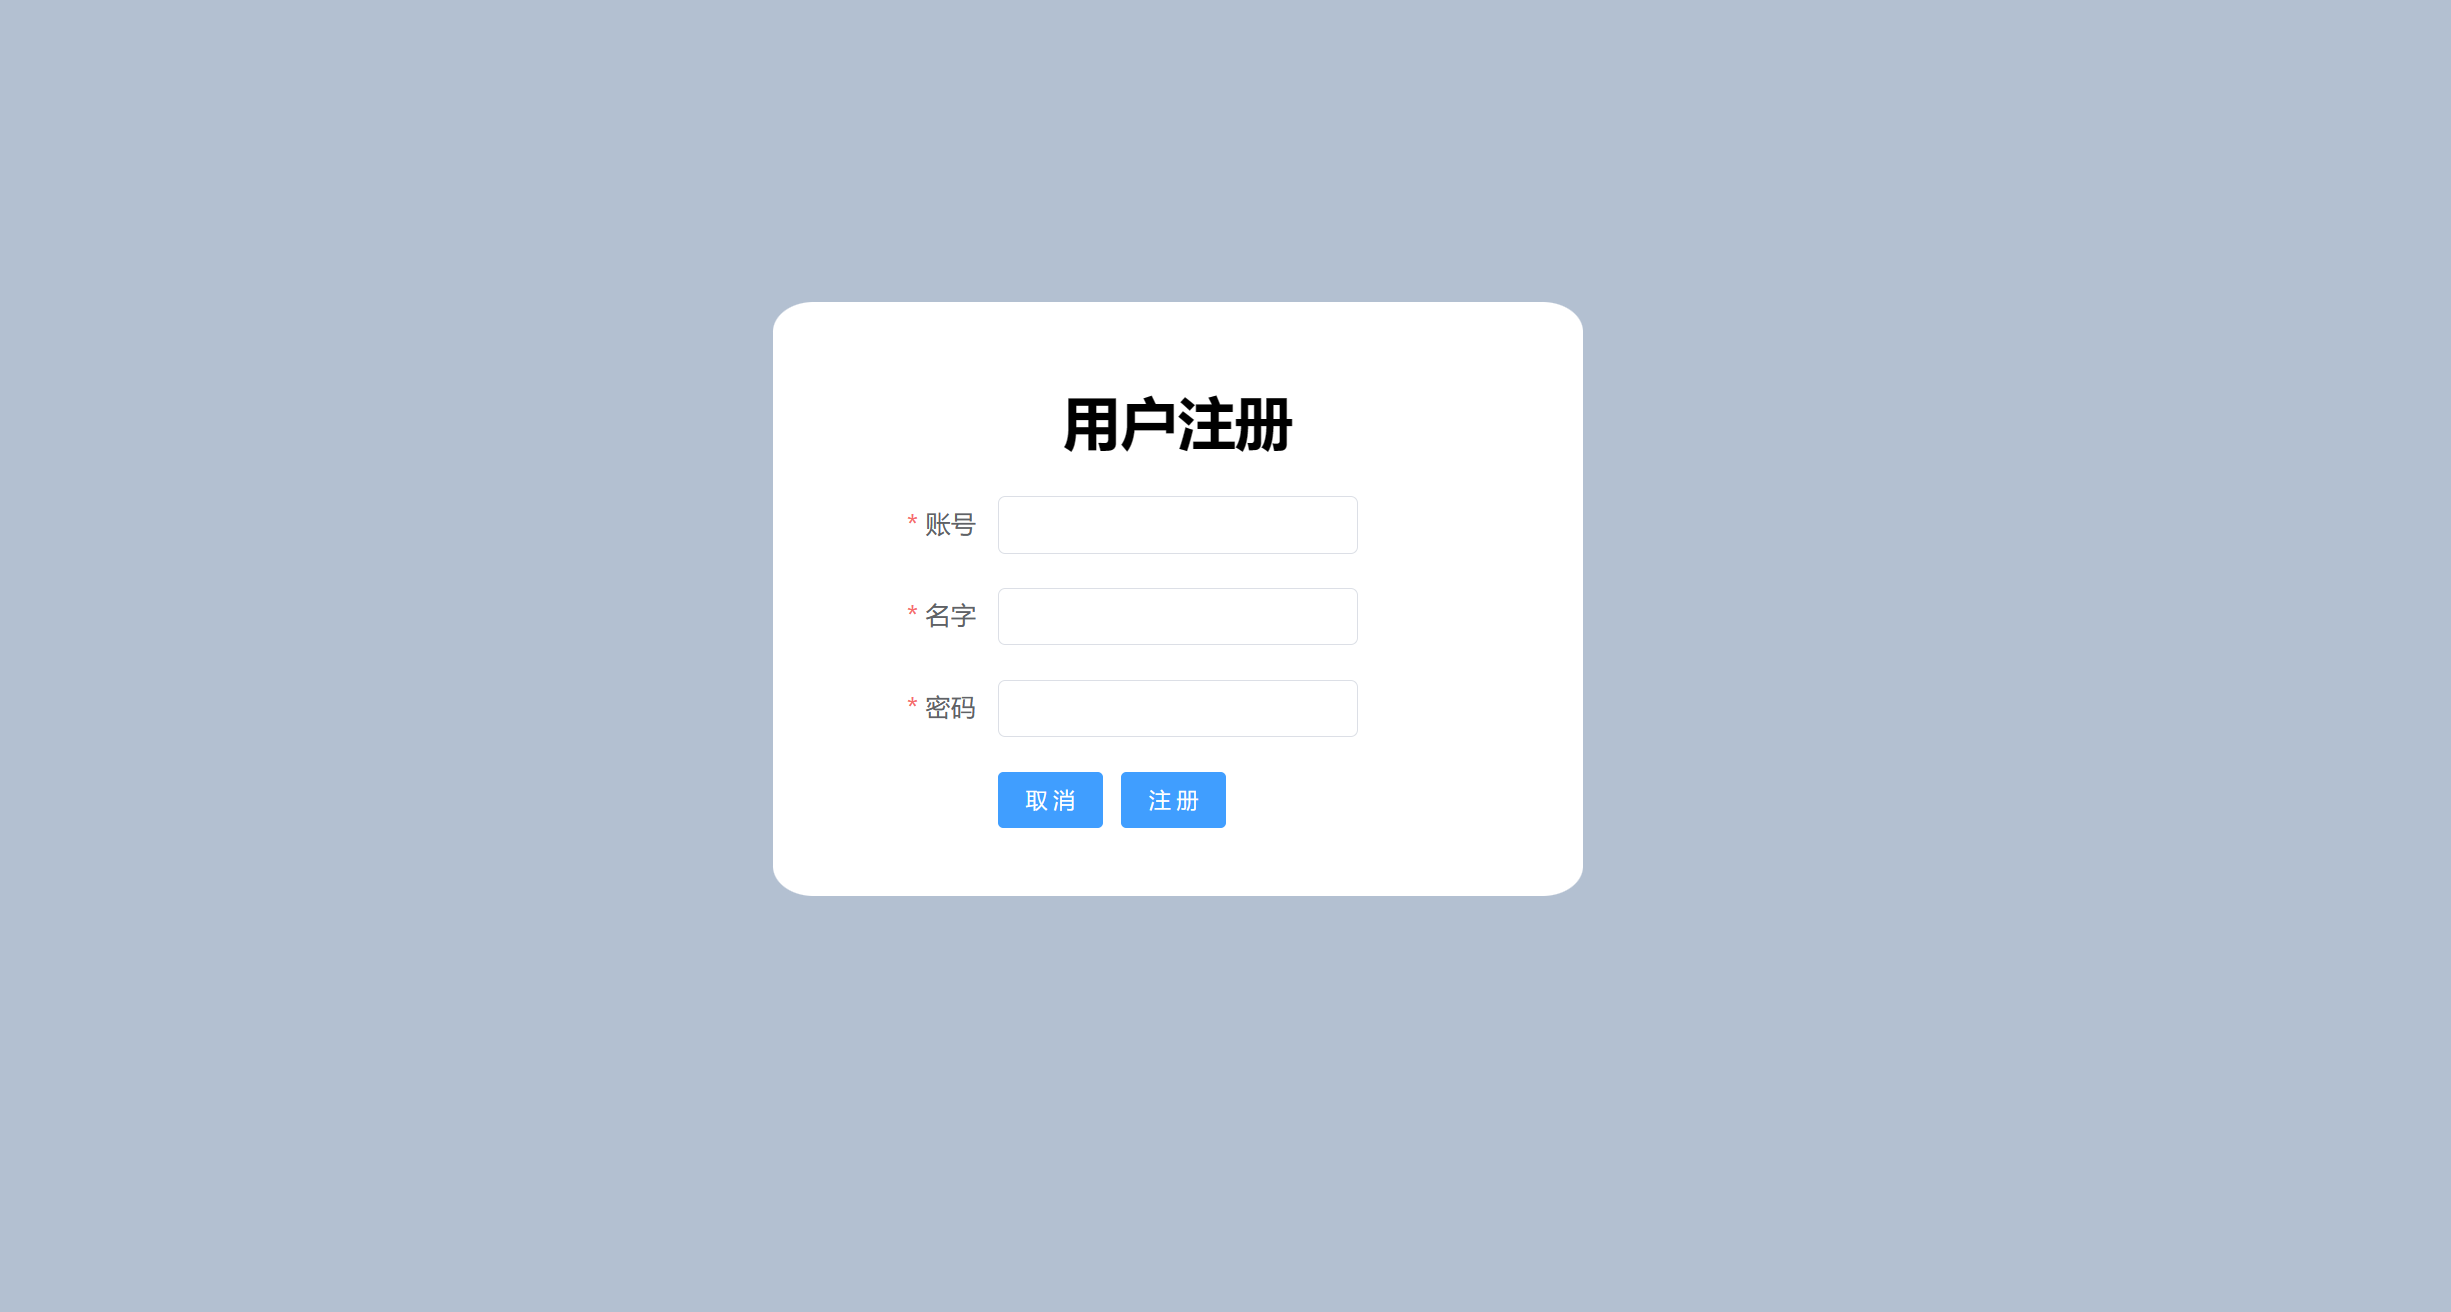 用户注册
* 账号
* 名字
* 密码
取消 注册